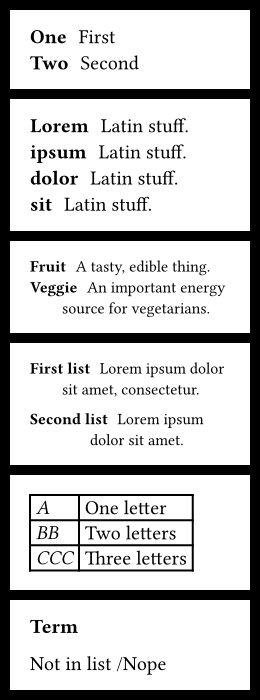 One First
Two Second
Lorem Latin stuff.
ipsum Latin stuff.
dolor Latin stuff.
sit Latin stuff.
Fruit A tasty, edible thing.
Veggie An important energy
source for vegetarians.
First list Lorem ipsum dolor
sit amet, consectetur.
Second list Lorem ipsum
dolor sit amet.
A One letter
BB Two letters
CCC Three letters
Term
Not in list /Nope